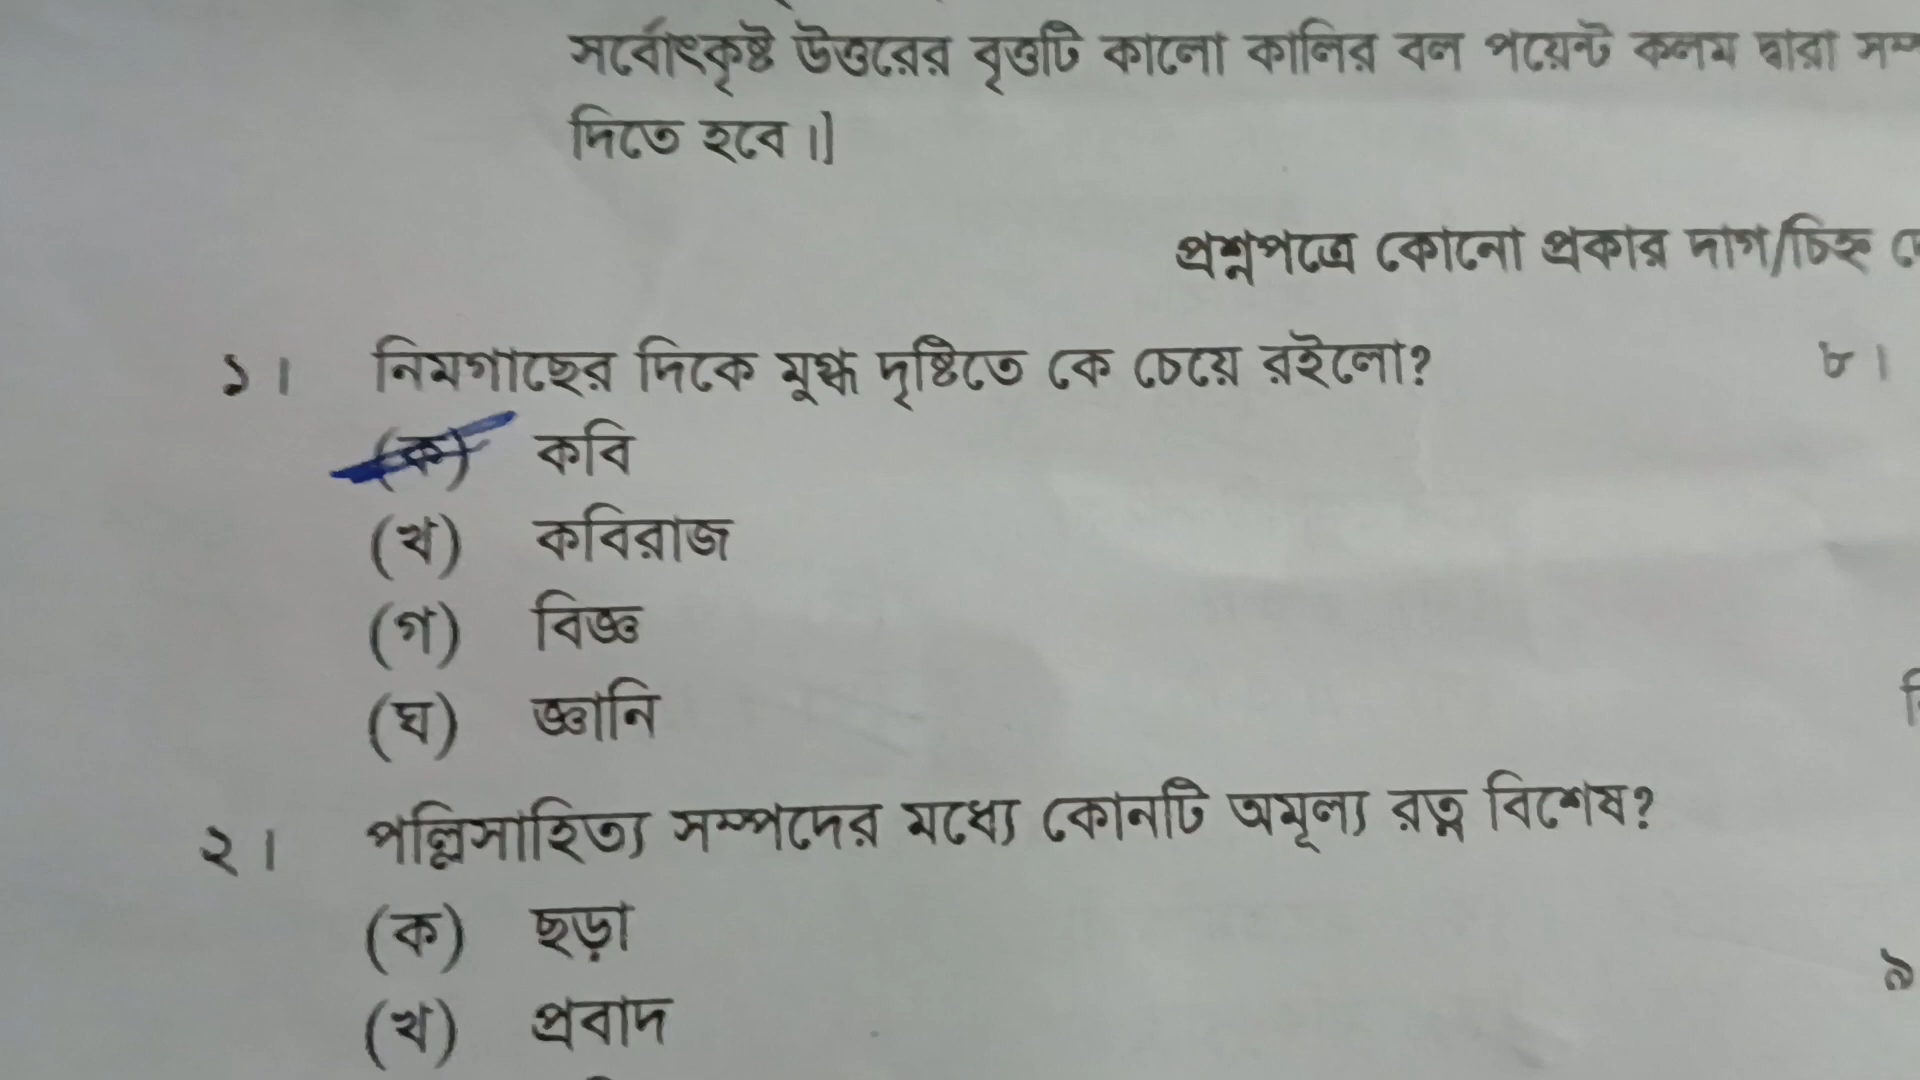 সর্বোৎকৃষ্ট উত্তরের বৃত্তটি কালো কালির বল পয়েন্ট কলম দ্বারা
দিতে হবে।]
প্রশ্নপত্রে কোনো প্রকার দাগ/চিহ্ন
১। নিমগাছের দিকে মুগ্ধ দৃষ্টিতে কে চেয়ে রইলো?
(ক) কবি
(খ) কবিরাজ
(গ) বিজ্ঞ
(ঘ) জ্ঞানি
২। পল্লিসাহিত্য সম্পদের মধ্যে কোনটি অমূল্য রত্ন বিশেষ?
(ক) ছড়া
(খ) প্রবাদ
৮।
৯